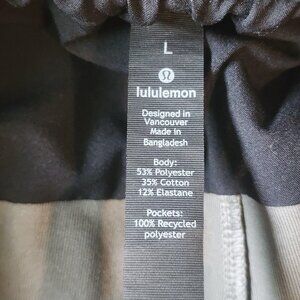 L
lululemon
Designed in
Vancouver
Made in
Bangladesh
Body:
53% Polyester
35% Cotton
12% Elastane
Pockets:
100% Recycled
polyester